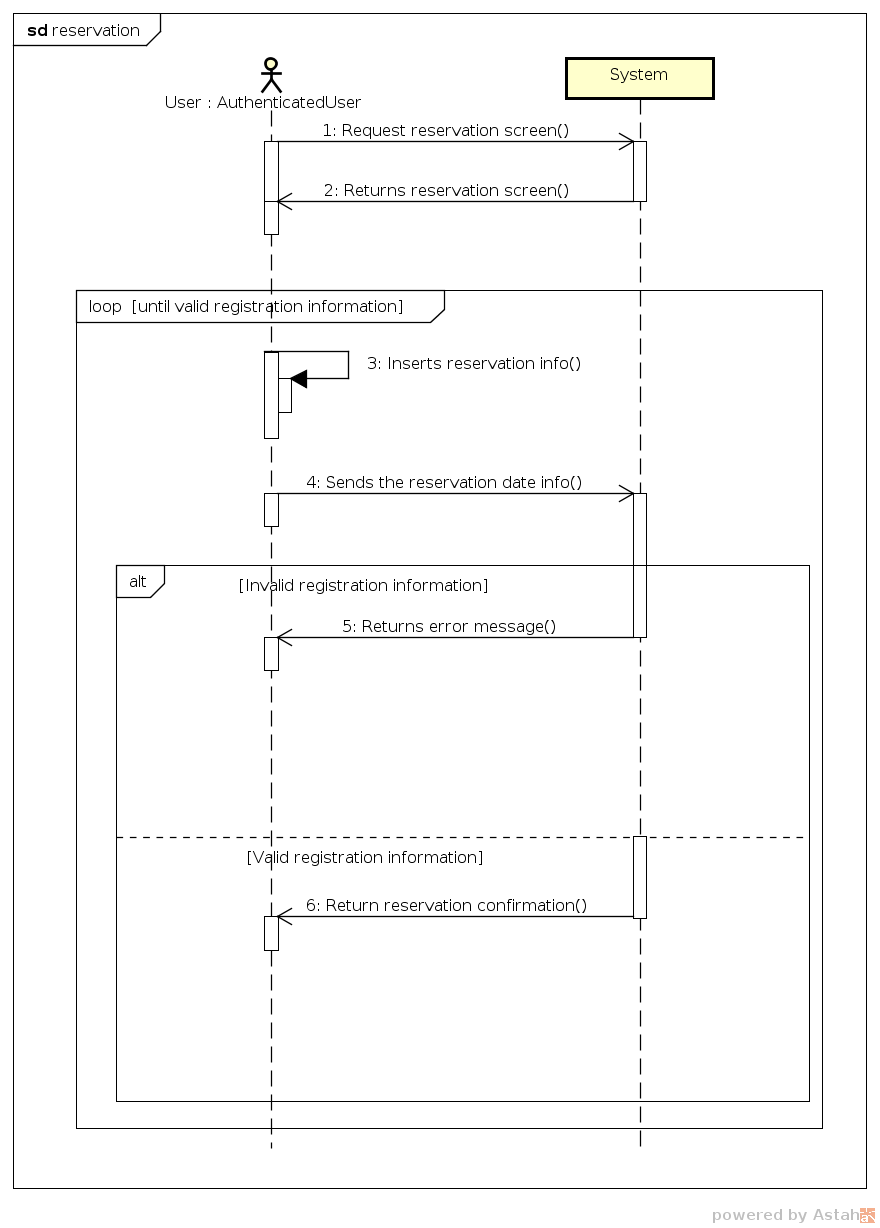 sd reservation
User : AuthenticatedUser
System
1: Request reservation screen()
2: Returns reservation screen()
loop [until valid registration information]
3: Inserts reservation info()
4: Sends the reservation date info()
alt
[Invalid registration information]
5: Returns error message()
[Valid registration information]
6: Return reservation confirmation()
powered by Astah